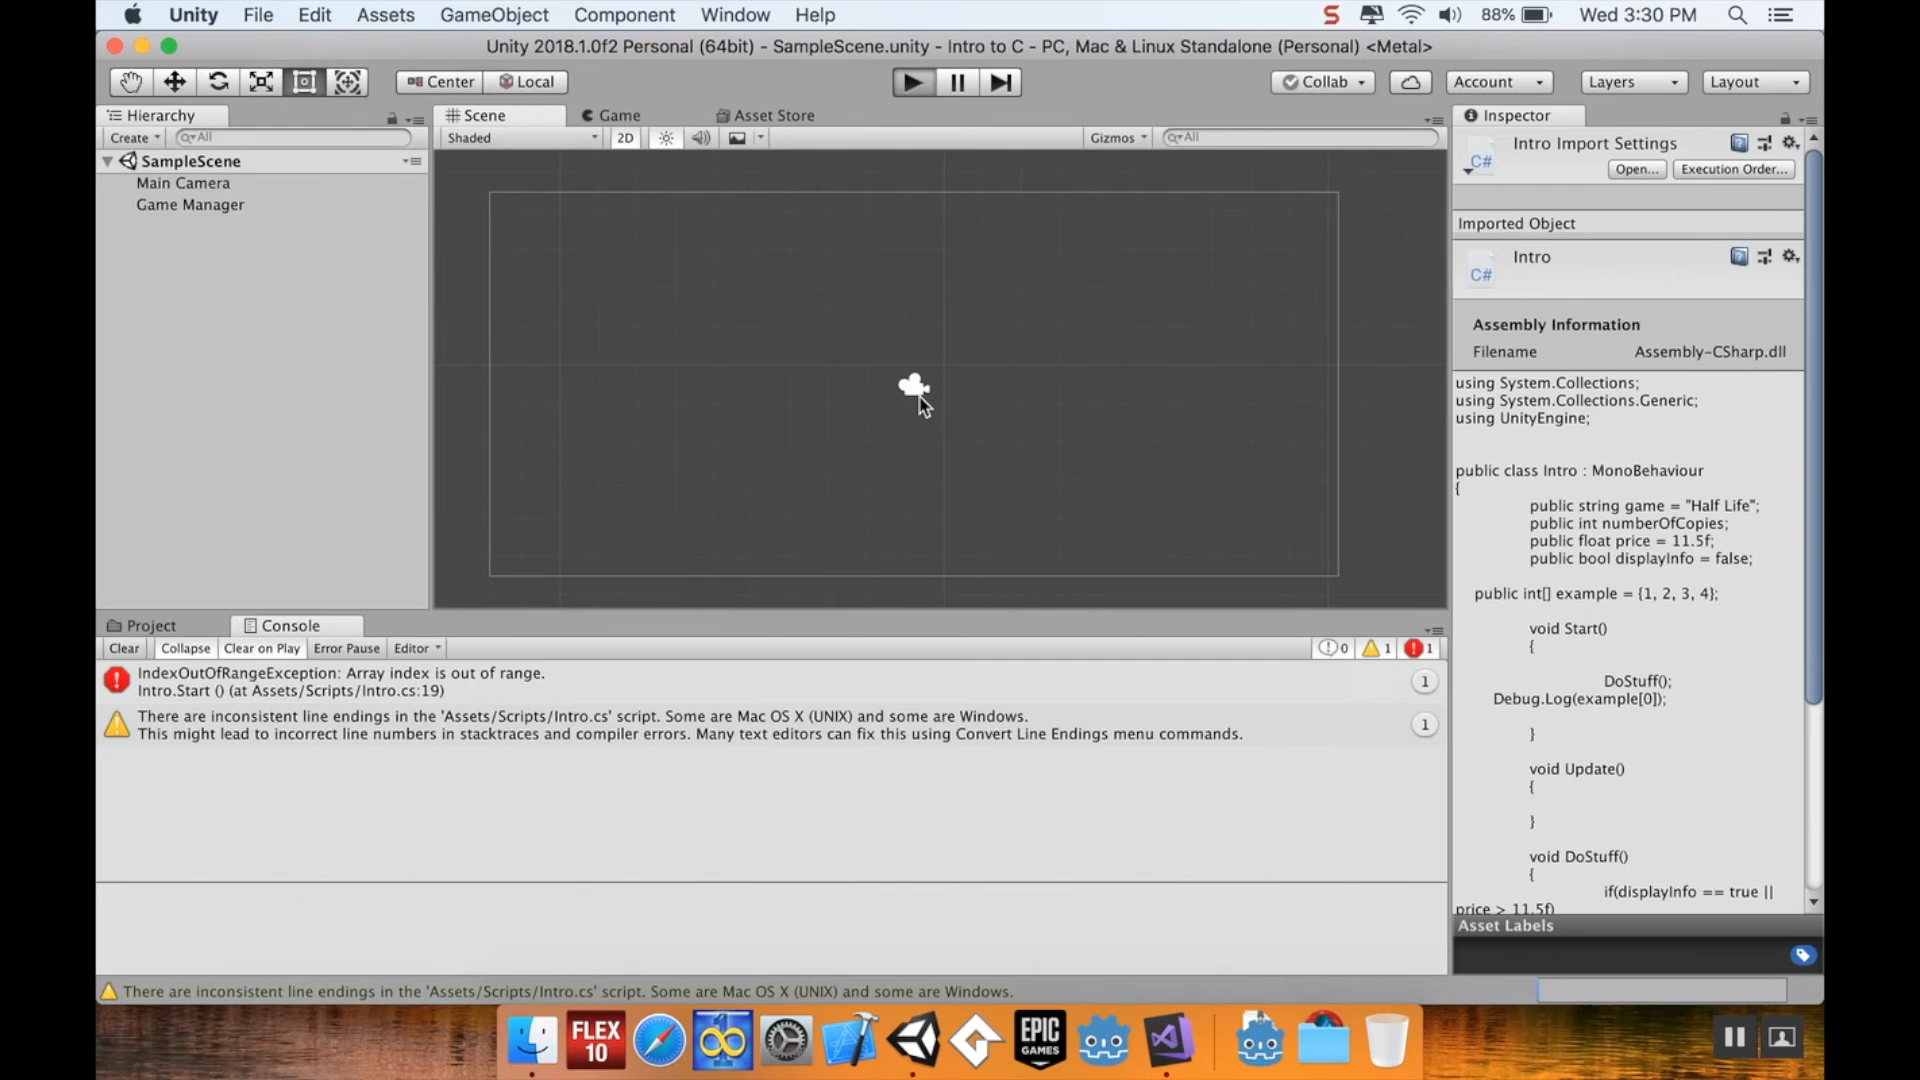 Unity File Edit Assets GameObject Component Window Help 88% Wed 3:30 PM
Unity 2018.1.0f2 Personal (64bit) - SampleScene.unity - Intro to C - PC, Mac & Linux Standalone (Personal) <Metal>
Center Local Collab Account Layers Layout
Hierarchy
Create All
SampleScene
Main Camera
Game Manager
Scene Game Asset Store
Shaded 2D Gizmos All
Inspector
Intro Import Settings
C#
Open... Execution Order...
Imported Object
Intro
C#
Assembly Information
Filename Assembly-CSharp.dll
using System.Collections;
using System.Collections.Generic;
using UnityEngine;
public class Intro : MonoBehaviour
{
public string game = "Half Life";
public int numberOfCopies;
public float price = 11.5f;
public bool displayInfo = false;
public int[] example = {1, 2, 3, 4};
void Start()
{
DoStuff();
Debug.Log(example[0]);
}
void Update()
{
}
void DoStuff()
{
if(displayInfo == true ||
price > 11.5f)
Asset Labels
Project Console
Clear Collapse Clear on Play Error Pause Editor 0 1 1
IndexOutOfRangeException: Array index is out of range.
Intro.Start () (at Assets/Scripts/Intro.cs:19)
1
There are inconsistent line endings in the 'Assets/Scripts/Intro.cs' script. Some are Mac OS X (UNIX) and some are Windows.
This might lead to incorrect line numbers in stacktraces and compiler errors. Many text editors can fix this using Convert Line Endings menu commands.
1
There are inconsistent line endings in the 'Assets/Scripts/Intro.cs' script. Some are Mac OS X (UNIX) and some are Windows.
FLEX
10
EPIC
GAMES